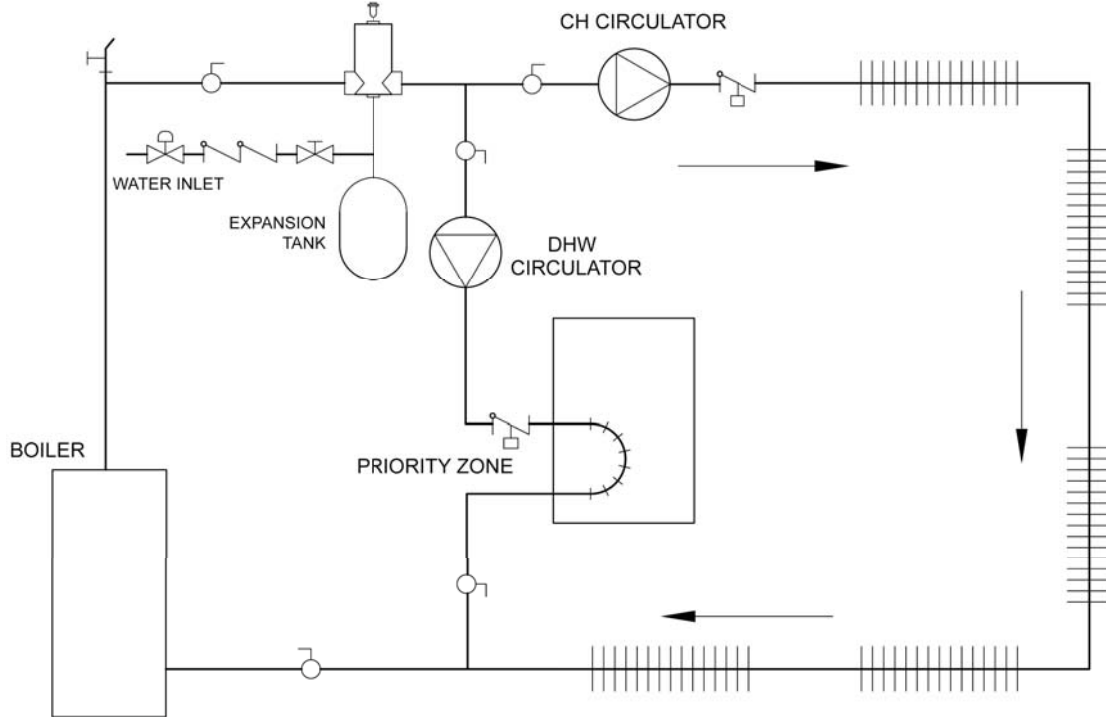 CH CIRCULATOR
WATER INLET
EXPANSION
TANK
DHW
CIRCULATOR
BOILER
PRIORITY ZONE